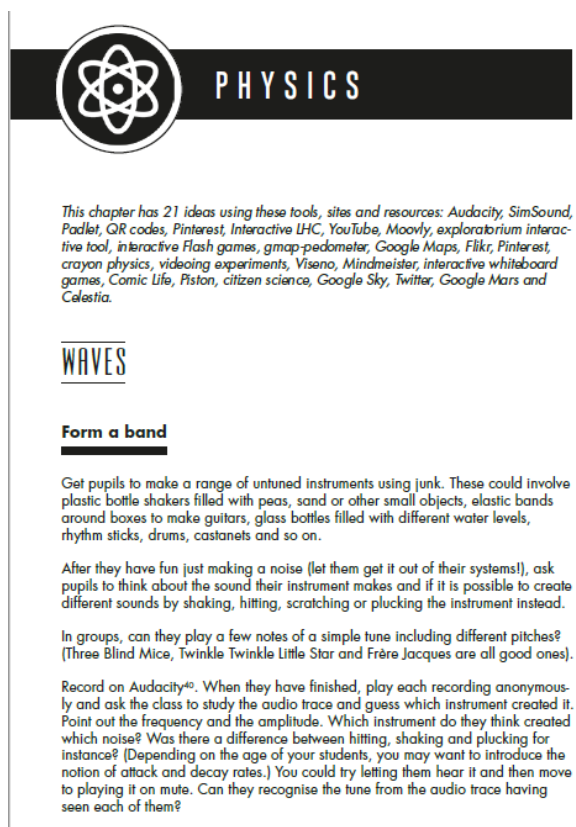 PHYSICS
This chapter has 21 ideas using these tools, sites and resources: Audacity, SimSound,
Padlet, QR codes, Pinterest, Interactive LHC, YouTube, Moovly, exploratorium interac-
tive tool, interactive Flash games, gmap-pedometer, Google Maps, Flikr, Pinterest,
crayon physics, videoing experiments, Viseno, Mindmeister, interactive whiteboard
games, Comic Life, Piston, citizen science, Google Sky, Twitter, Google Mars and
Celestia.
WAVES
Form a band
Get pupils to make a range of untuned instruments using junk. These could involve
plastic bottle shakers filled with peas, sand or other small objects, elastic bands
around boxes to make guitars, glass bottles filled with different water levels,
rhythm sticks, drums, castanets and so on.
After they have fun just making a noise (let them get it out of their systems!), ask
pupils to think about the sound their instrument makes and if it is possible to create
different sounds by shaking, hitting, scratching or plucking the instrument instead.
In groups, can they play a few notes of a simple tune including different pitches?
(Three Blind Mice, Twinkle Twinkle Little Star and Frère Jacques are all good ones).
Record on Audacity⁴⁰. When they have finished, play each recording anonymous-
ly and ask the class to study the audio trace and guess which instrument created it.
Point out the frequency and the amplitude. Which instrument do they think created
which noise? Was there a difference between hitting, shaking and plucking for
instance? (Depending on the age of your students, you may want to introduce the
notion of attack and decay rates.) You could try letting them hear it and then move
to playing it on mute. Can they recognise the tune from the audio trace having
seen each of them?